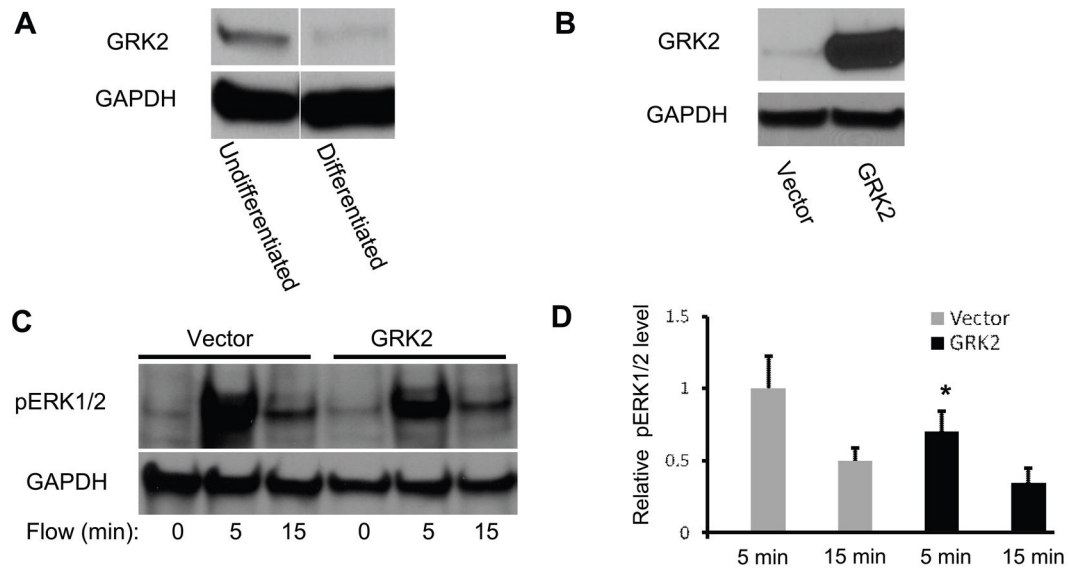 A
GRK2
GAPDH
Undifferentiated
Differentiated
B
GRK2
GAPDH
Vector
GRK2
C
Vector GRK2
pERK1/2
GAPDH
Flow (min): 0 5 15 0 5 15
D
Relative pERK1/2 level
1.5
1
0.5
0
Vector
GRK2
*
5 min 15 min 5 min 15 min